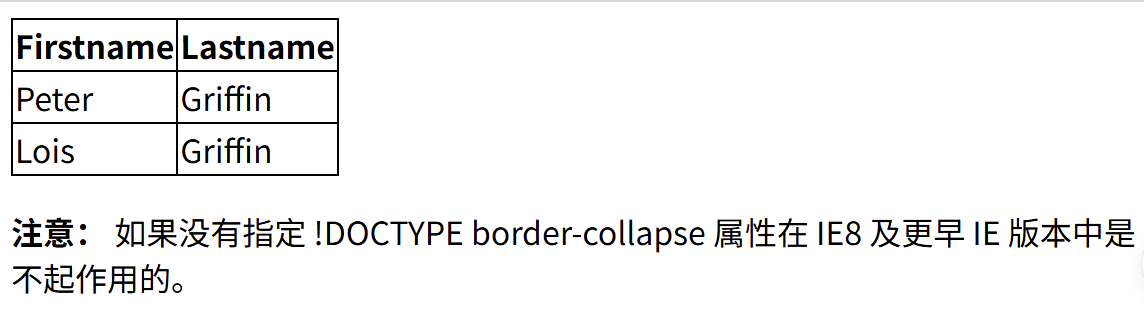 Firstname Lastname
Peter Griffin
Lois Griffin
注意： 如果没有指定 !DOCTYPE border-collapse 属性在 IE8 及更早 IE 版本中是
不起作用的。